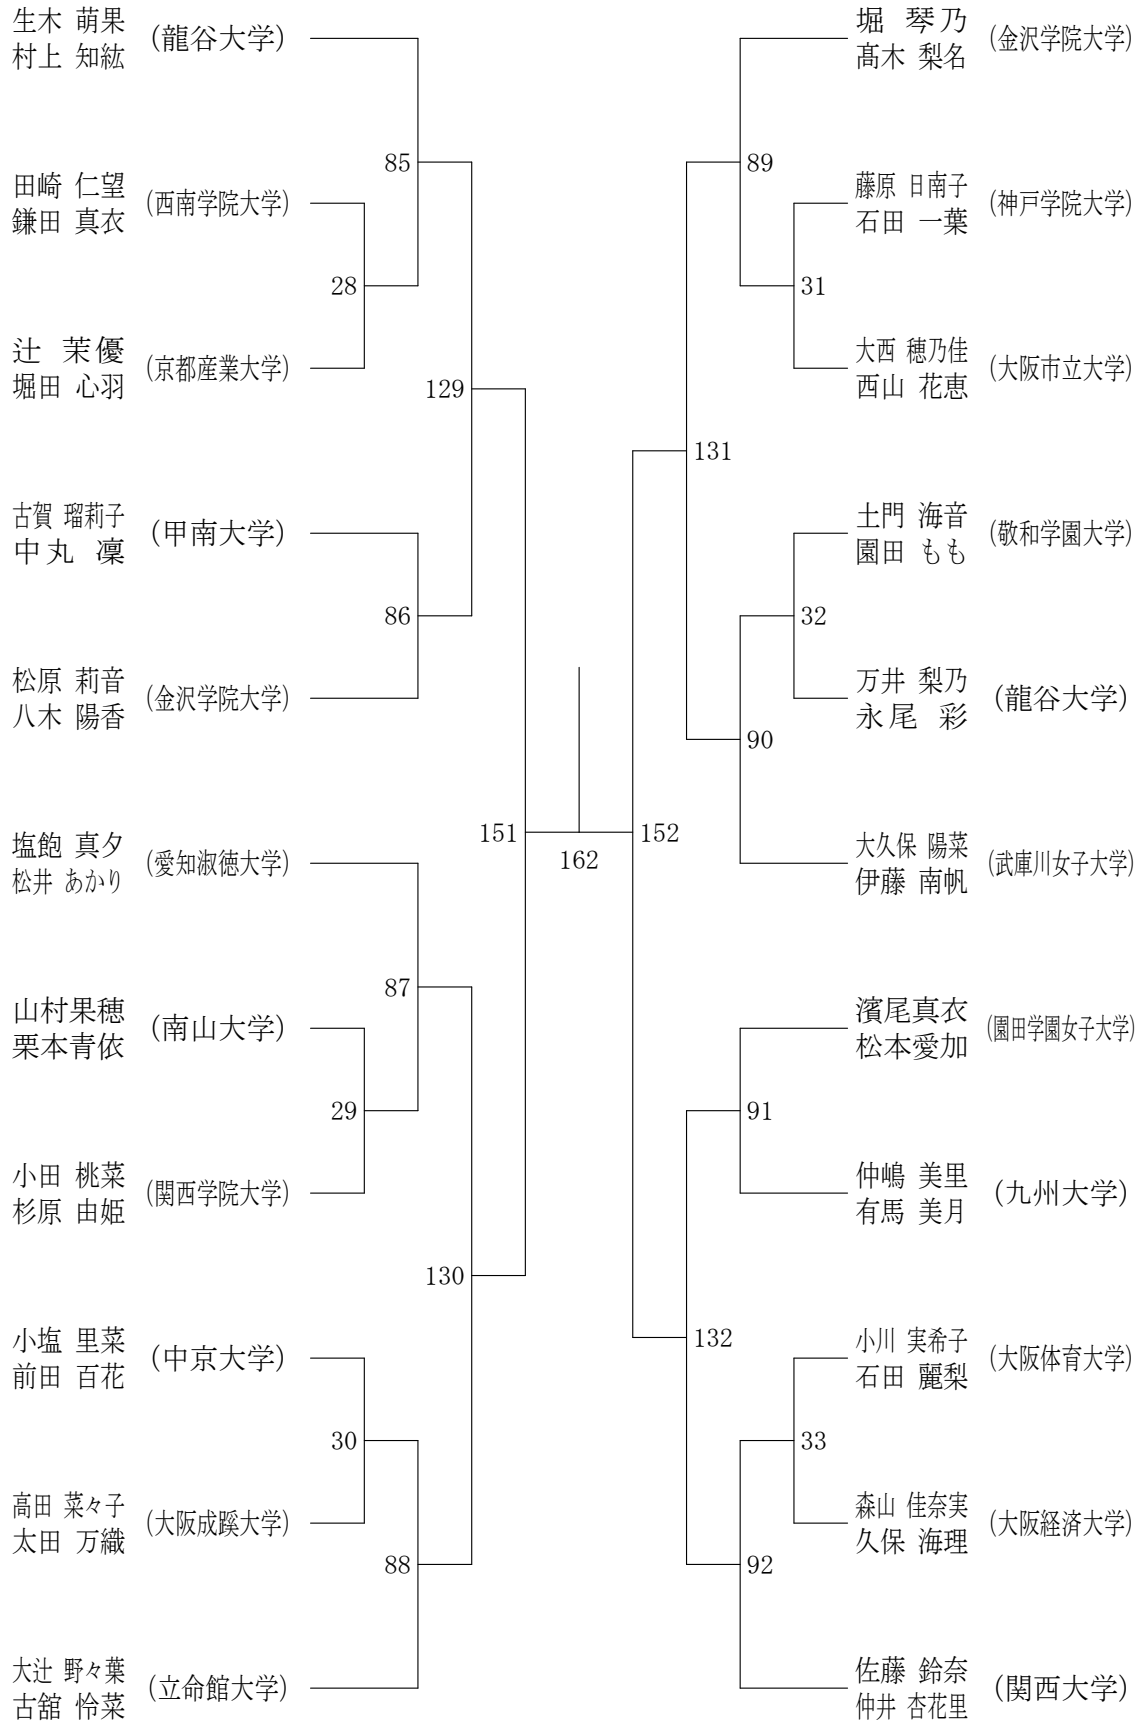 生木 萌果
村上 知紘
(龍谷大学)
85
田崎 仁望
鎌田 真衣
(西南学院大学)
28
辻 茉優
堀田 心羽
(京都産業大学)
129
古賀 瑠莉子
中丸 凜
(甲南大学)
86
松原 莉音
八木 陽香
(金沢学院大学)
151
塩飽 真夕
松井 あかり
(愛知淑徳大学)
87
山村果穂
栗本青依
(南山大学)
29
小田 桃菜
杉原 由姫
(関西学院大学)
130
小塩 里菜
前田 百花
(中京大学)
30
高田 菜々子
太田 万織
(大阪成蹊大学)
88
大辻 野々葉
古舘 怜菜
(立命館大学)
162
堀 琴乃
髙木 梨名
(金沢学院大学)
89
藤原 日南子
石田 一葉
(神戸学院大学)
31
大西 穂乃佳
西山 花恵
(大阪市立大学)
131
土門 海音
園田 もも
(敬和学園大学)
32
万井 梨乃
永尾 彩
(龍谷大学)
90
152
大久保 陽菜
伊藤 南帆
(武庫川女子大学)
濱尾真衣
松本愛加
(園田学園女子大学)
91
仲嶋 美里
有馬 美月
(九州大学)
132
小川 実希子
石田 麗梨
(大阪体育大学)
33
森山 佳奈実
久保 海理
(大阪経済大学)
92
佐藤 鈴奈
仲井 杏花里
(関西大学)